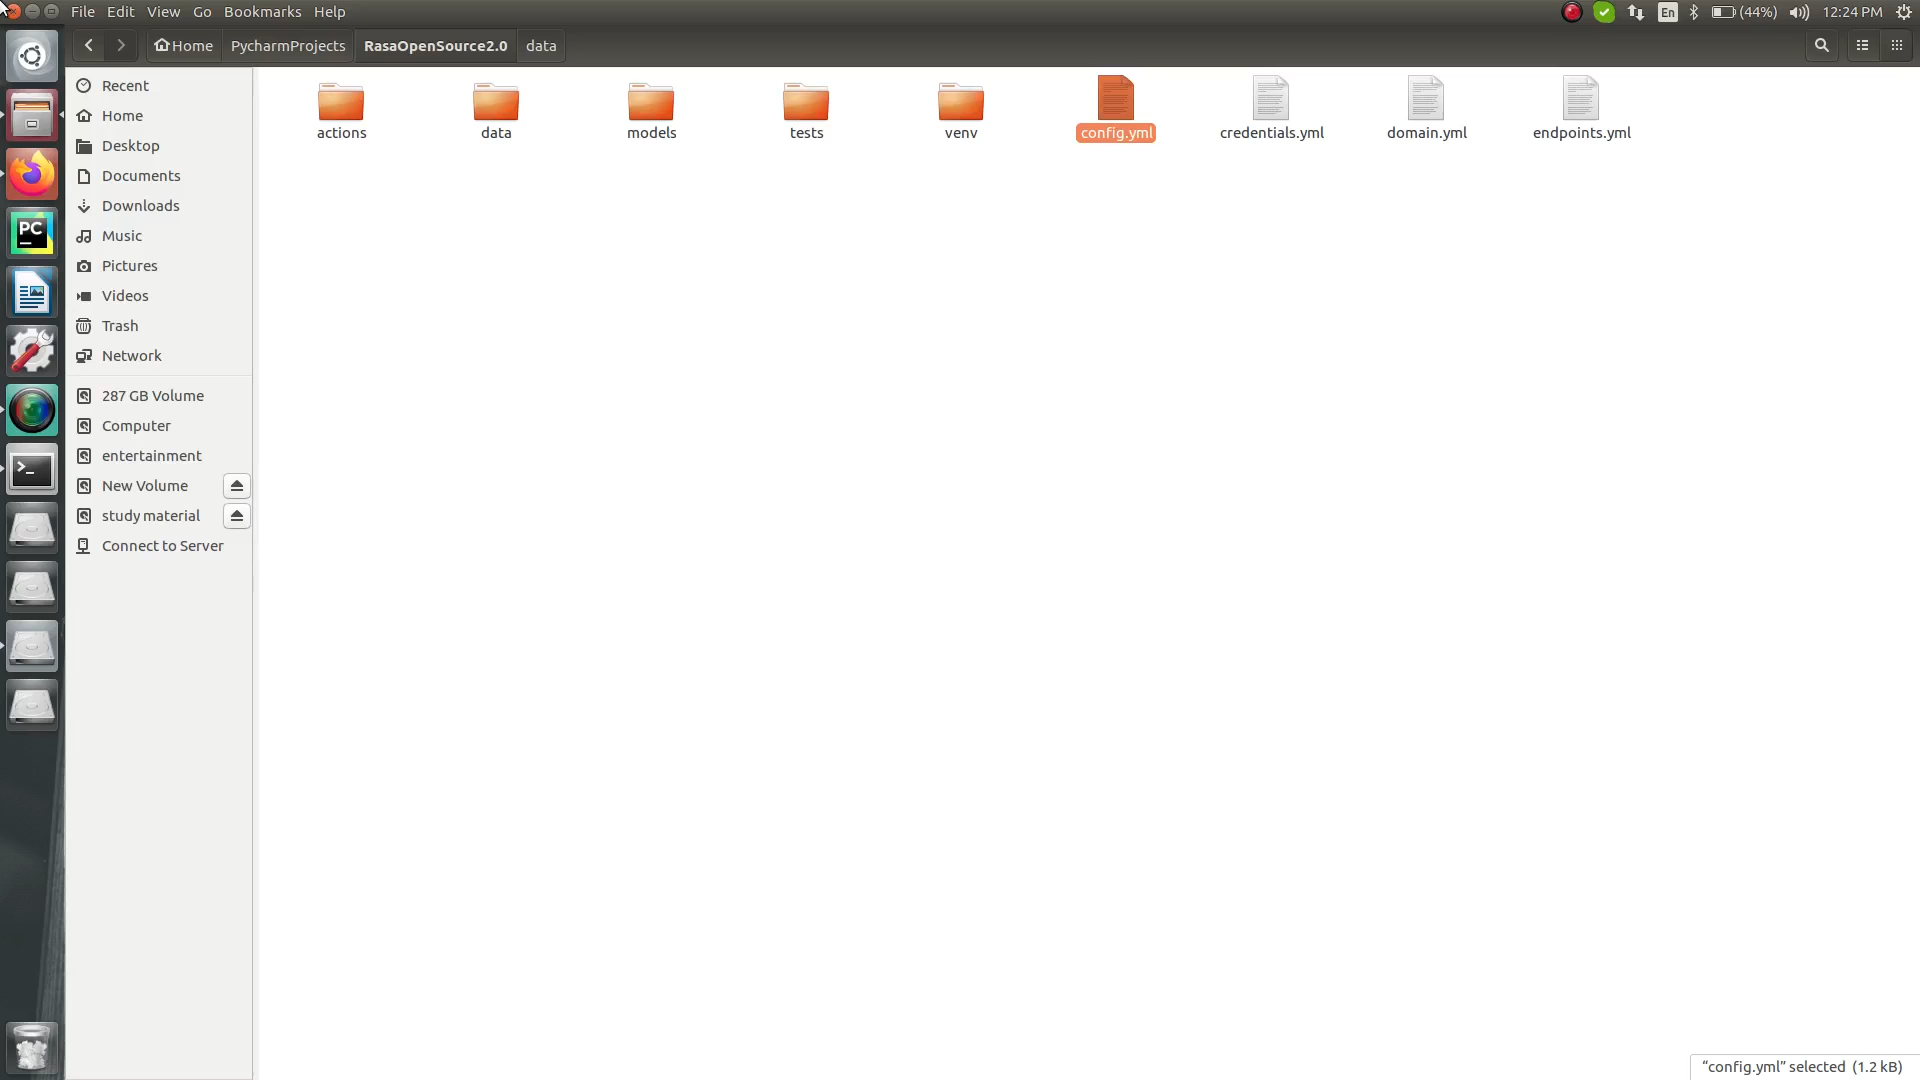 File Edit View Go Bookmarks Help
En (44%) 12:24 PM
Home PycharmProjects RasaOpenSource2.0 data
Recent
Home
Desktop
Documents
Downloads
Music
Pictures
Videos
Trash
Network
287 GB Volume
Computer
entertainment
New Volume
study material
Connect to Server
PC
>_
actions data models tests venv config.yml credentials.yml domain.yml endpoints.yml
“config.yml” selected (1.2 kB)